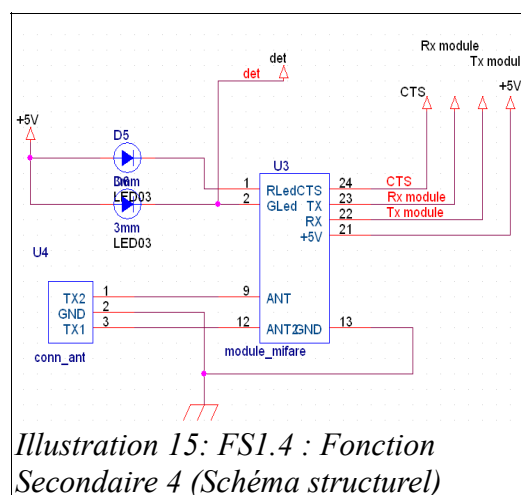 det
Rx module
Tx modul
det
CTS
+5V
+5V
D5
U3
3mm
D6
LED03
1
RLed
CTS
24
CTS
2
GLed
TX
23
Rx module
3mm
LED03
RX
22
Tx module
+5V
21
U4
TX2
1
9
ANT
GND
2
TX1
3
12
ANT2
GND
13
conn_ant
module_mifare
Illustration 15: FS1.4 : Fonction
Secondaire 4 (Schéma structurel)